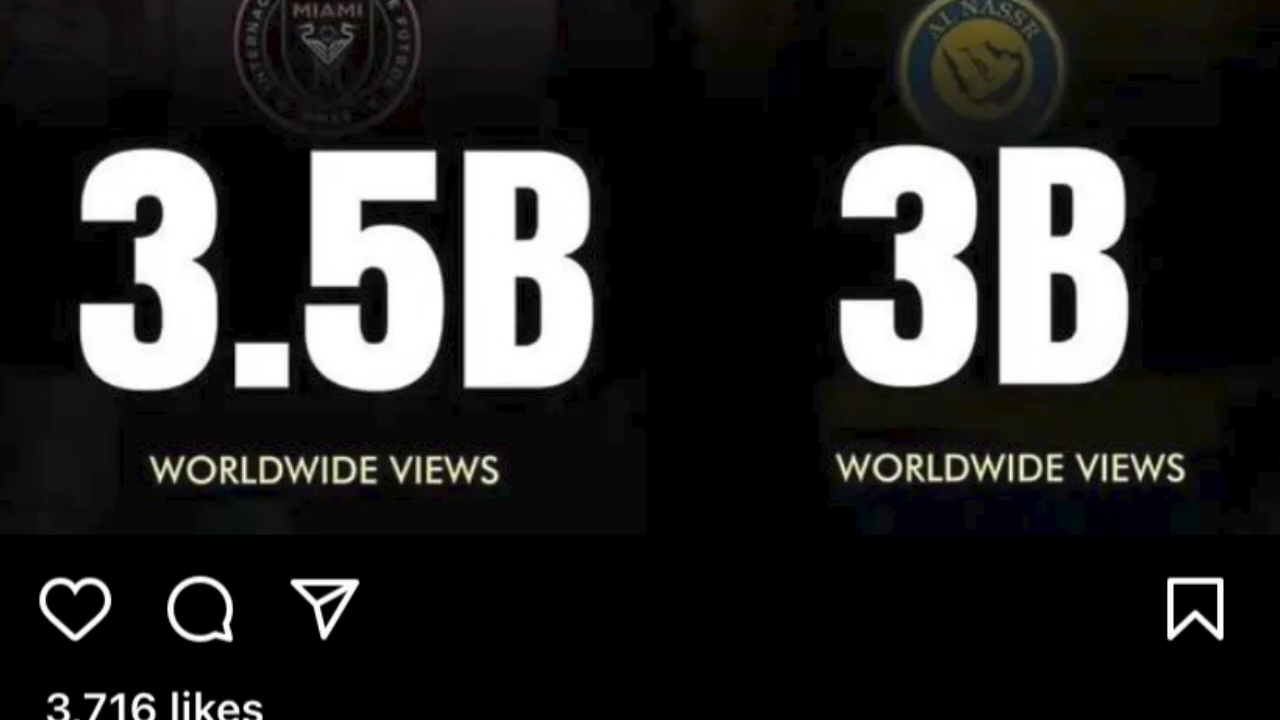 MIAMI
AL NASSR
3.5B
3B
WORLDWIDE VIEWS
WORLDWIDE VIEWS
3,716 likes